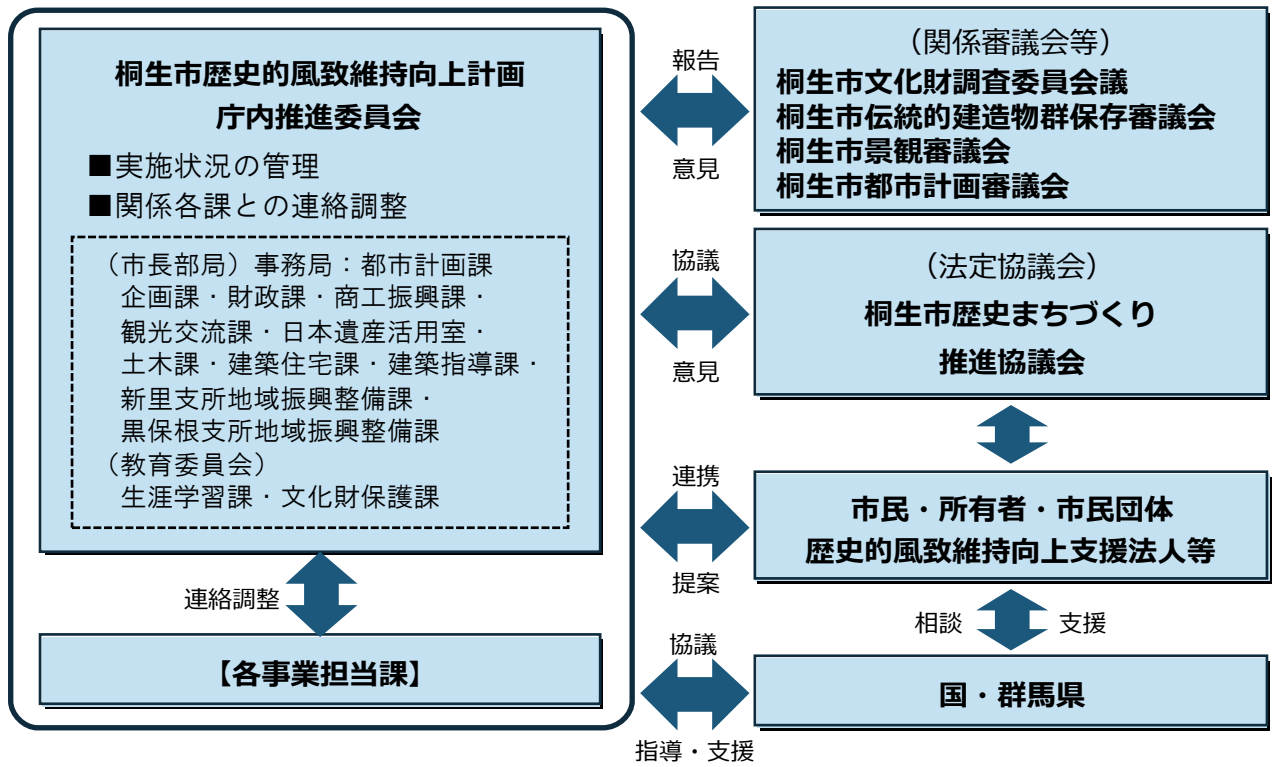 桐生市歴史的風致維持向上計画
庁内推進委員会
■実施状況の管理
■関係各課との連絡調整
（市長部局）事務局：都市計画課
企画課・財政課・商工振興課・
観光交流課・日本遺産活用室・
土木課・建築住宅課・建築指導課・
新里支所地域振興整備課・
黒保根支所地域振興整備課
（教育委員会）
生涯学習課・文化財保護課
連絡調整
【各事業担当課】
報告
意見
（関係審議会等）
桐生市文化財調査委員会議
桐生市伝統的建造物群保存審議会
桐生市景観審議会
桐生市都市計画審議会
協議
意見
（法定協議会）
桐生市歴史まちづくり
推進協議会
連携
提案
市民・所有者・市民団体
歴史的風致維持向上支援法人等
相談
支援
協議
指導・支援
国・群馬県